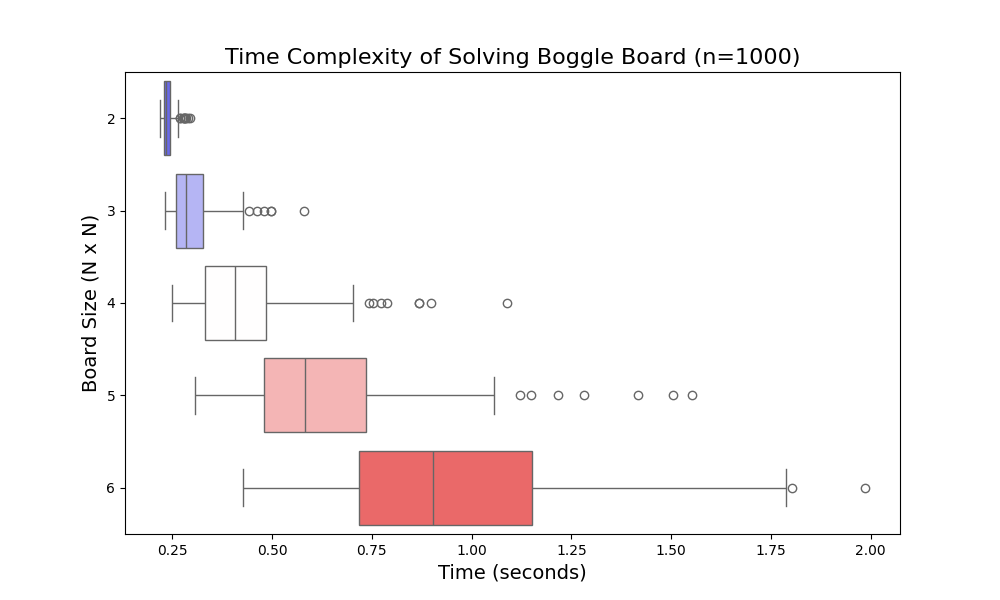 Time Complexity of Solving Boggle Board (n=1000)
Board Size (N x N)
2
3
4
5
6
0.25 0.50 0.75 1.00 1.25 1.50 1.75 2.00
Time (seconds)